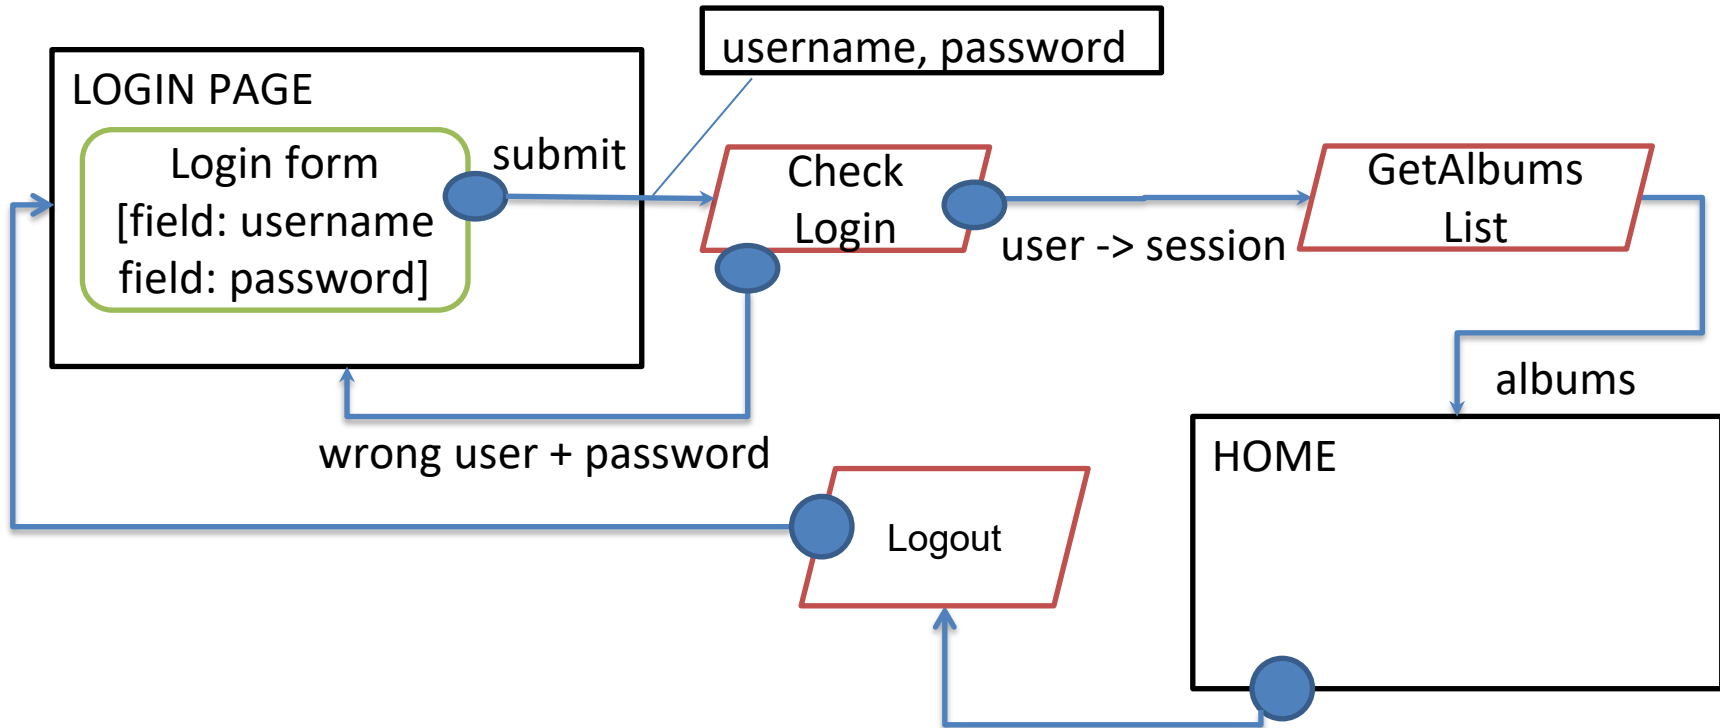 username, password
LOGIN PAGE
Login form
[field: username
field: password]
submit
Check
Login
user -> session
GetAlbums
List
albums
wrong user + password
HOME
Logout